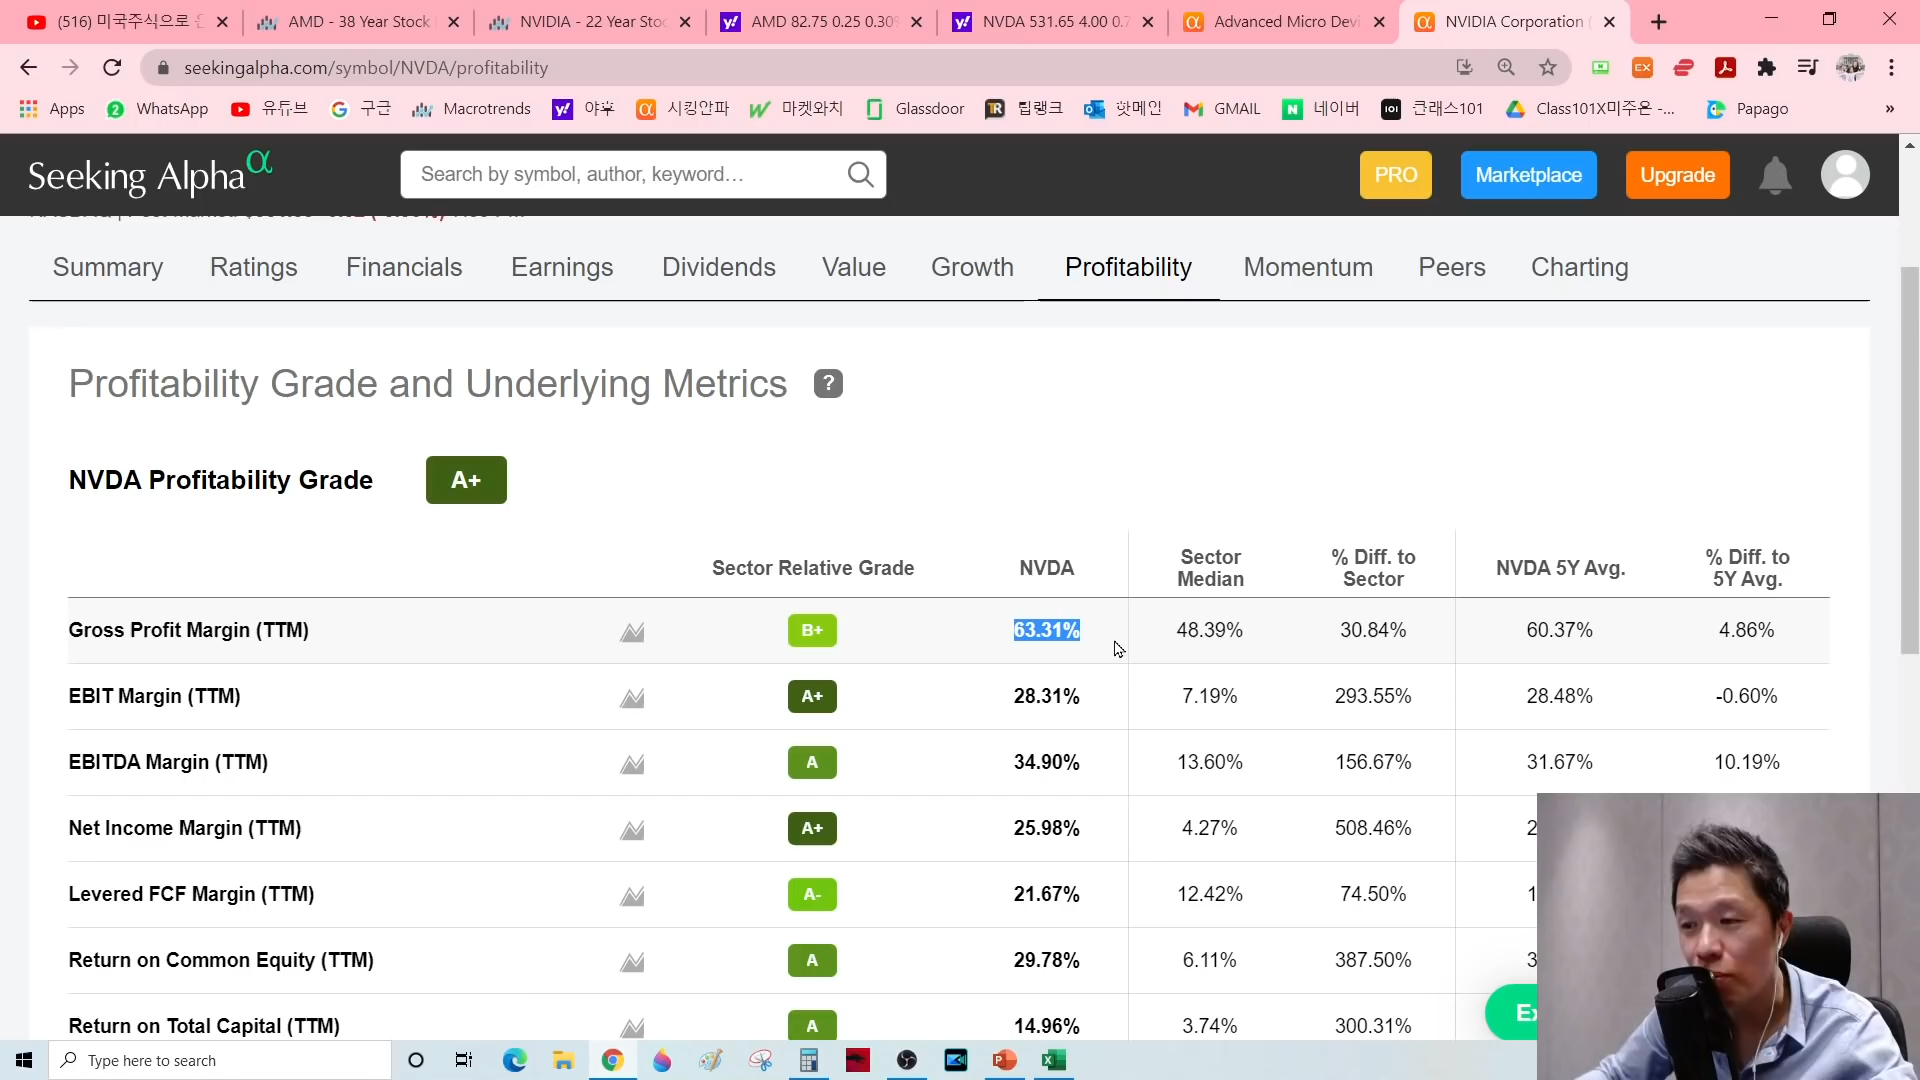 (516) 미국주식으로 은
AMD - 38 Year Stock
NVIDIA - 22 Year Stoc
AMD 82.75 0.25 0.30%
NVDA 531.65 4.00 0.7
Advanced Micro Devi
NVIDIA Corporation (
seekingalpha.com/symbol/NVDA/profitability
Apps WhatsApp 유튜브 구글 Macrotrends 야후 시킹안파 마켓와치 Glassdoor 팁랭크 핫메인 GMAIL 네이버 클래스101 Class101X미주은 -... Papago »
Seeking Alpha α
Search by symbol, author, keyword…
PRO
Marketplace
Upgrade
Summary Ratings Financials Earnings Dividends Value Growth Profitability Momentum Peers Charting
Profitability Grade and Underlying Metrics ?
NVDA Profitability Grade A+
Sector Relative Grade NVDA Sector Median % Diff. to Sector NVDA 5Y Avg. % Diff. to 5Y Avg.
Gross Profit Margin (TTM) B+ 63.31% 48.39% 30.84% 60.37% 4.86%
EBIT Margin (TTM) A+ 28.31% 7.19% 293.55% 28.48% -0.60%
EBITDA Margin (TTM) A 34.90% 13.60% 156.67% 31.67% 10.19%
Net Income Margin (TTM) A+ 25.98% 4.27% 508.46% 2
Levered FCF Margin (TTM) A- 21.67% 12.42% 74.50% 1
Return on Common Equity (TTM) A 29.78% 6.11% 387.50% 3
Return on Total Capital (TTM) A 14.96% 3.74% 300.31%
Type here to search